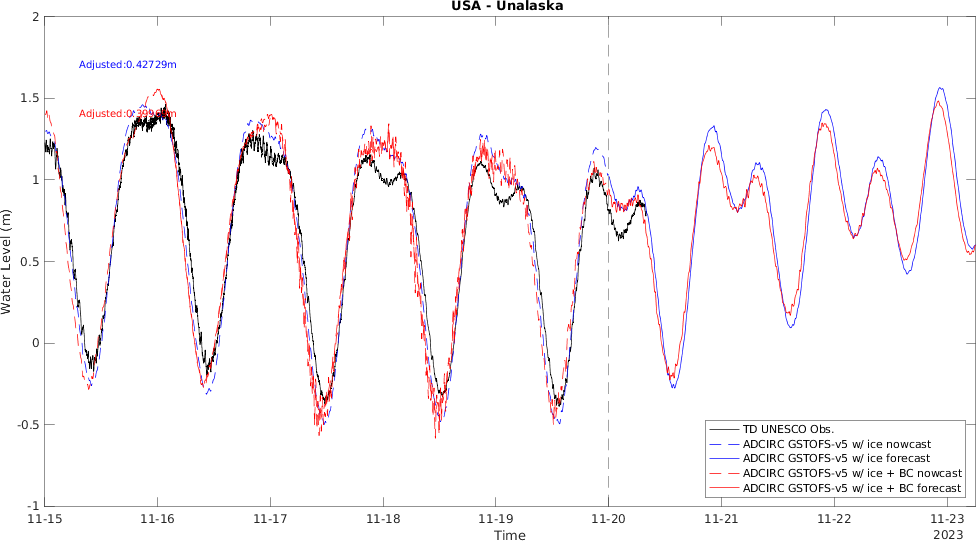 USA - Unalaska
2
1.5
1
0.5
0
-0.5
-1
Water Level (m)
Adjusted:0.42729m
11-15
11-16
11-17
11-18
11-19
11-20
11-21
11-22
11-23
2023
Time
TD UNESCO Obs.
ADCIRC GSTOFS-v5 w/ ice nowcast
ADCIRC GSTOFS-v5 w/ ice forecast
ADCIRC GSTOFS-v5 w/ ice + BC nowcast
ADCIRC GSTOFS-v5 w/ ice + BC forecast